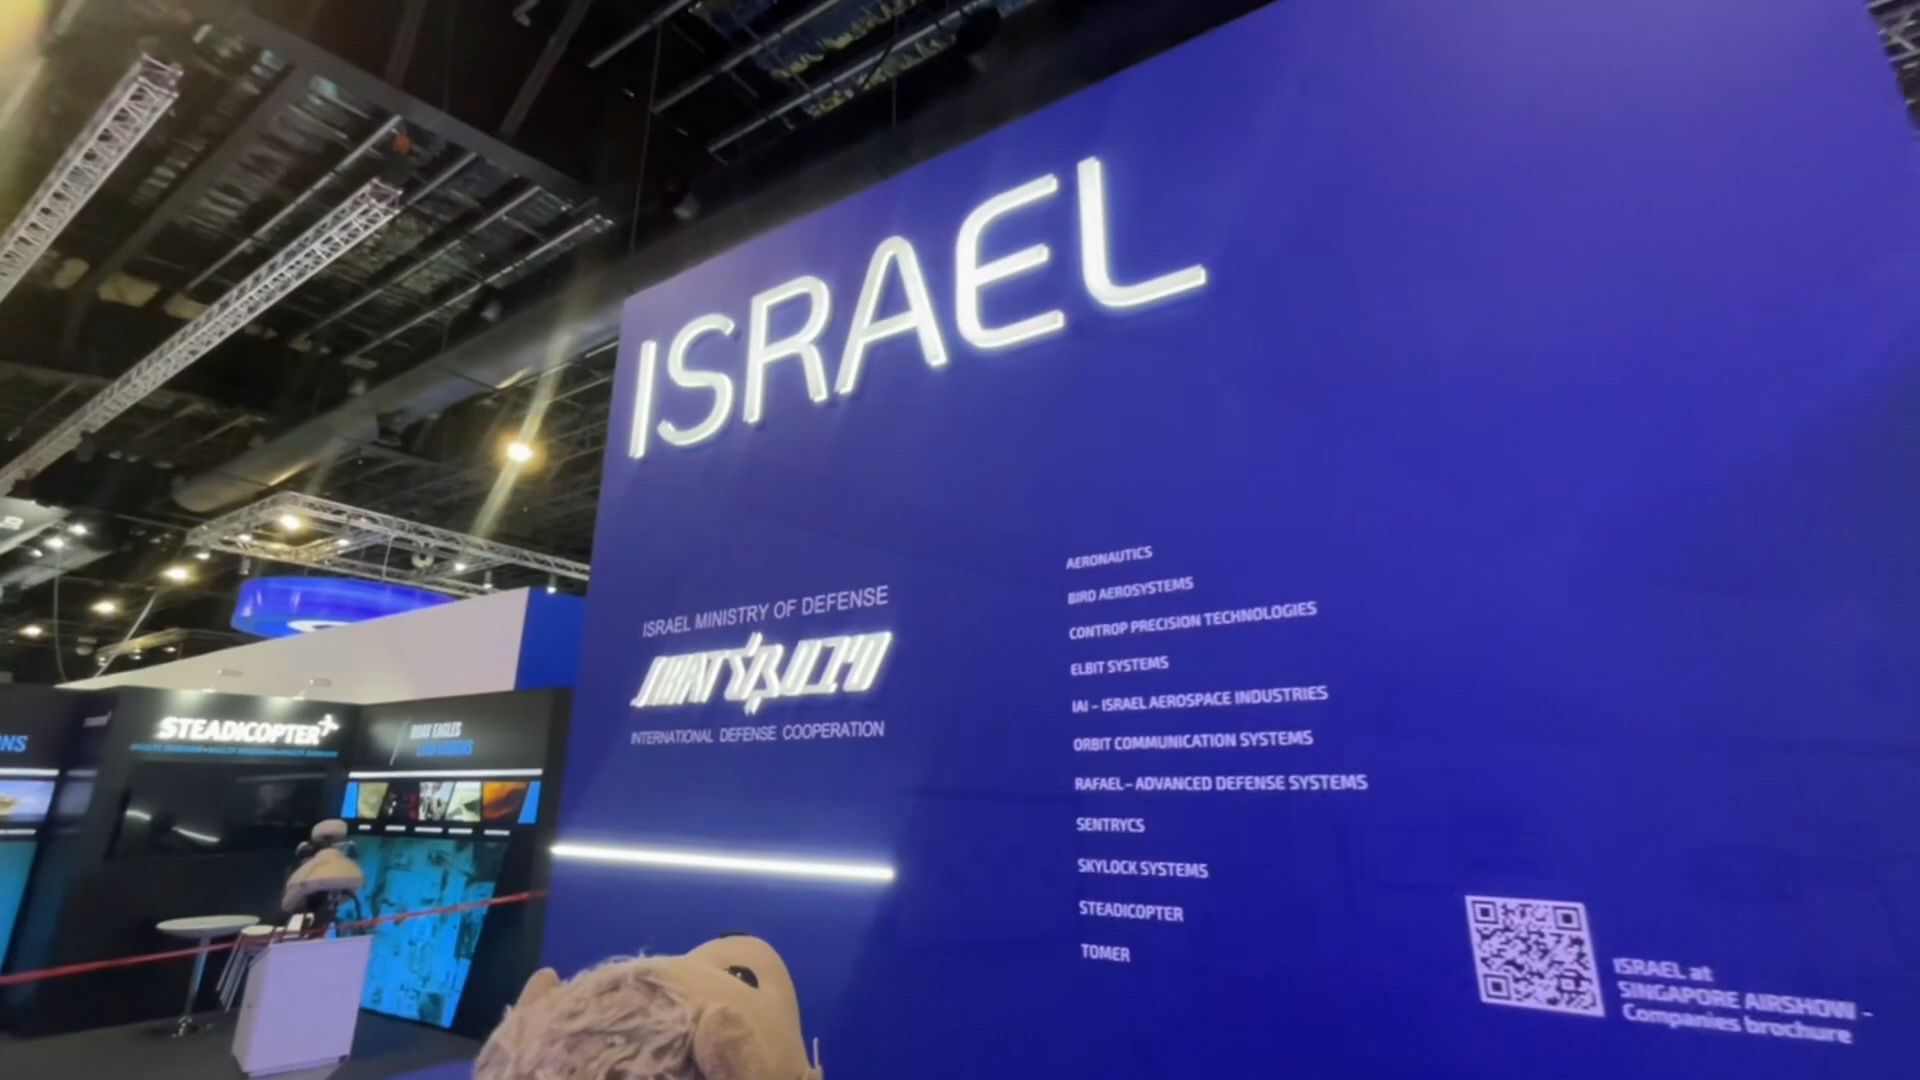 ISRAEL
ISRAEL MINISTRY OF DEFENSE
SIBAT סיבט
INTERNATIONAL DEFENSE COOPERATION
AERONAUTICS
BIRD AEROSYSTEMS
CONTROP PRECISION TECHNOLOGIES
ELBIT SYSTEMS
IAI - ISRAEL AEROSPACE INDUSTRIES
ORBIT COMMUNICATION SYSTEMS
RAFAEL - ADVANCED DEFENSE SYSTEMS
SENTRYCS
SKYLOCK SYSTEMS
STEADICOPTER
TOMER
ISRAEL at
SINGAPORE AIRSHOW -
Companies brochure
STEADICOPTER
EAGLES